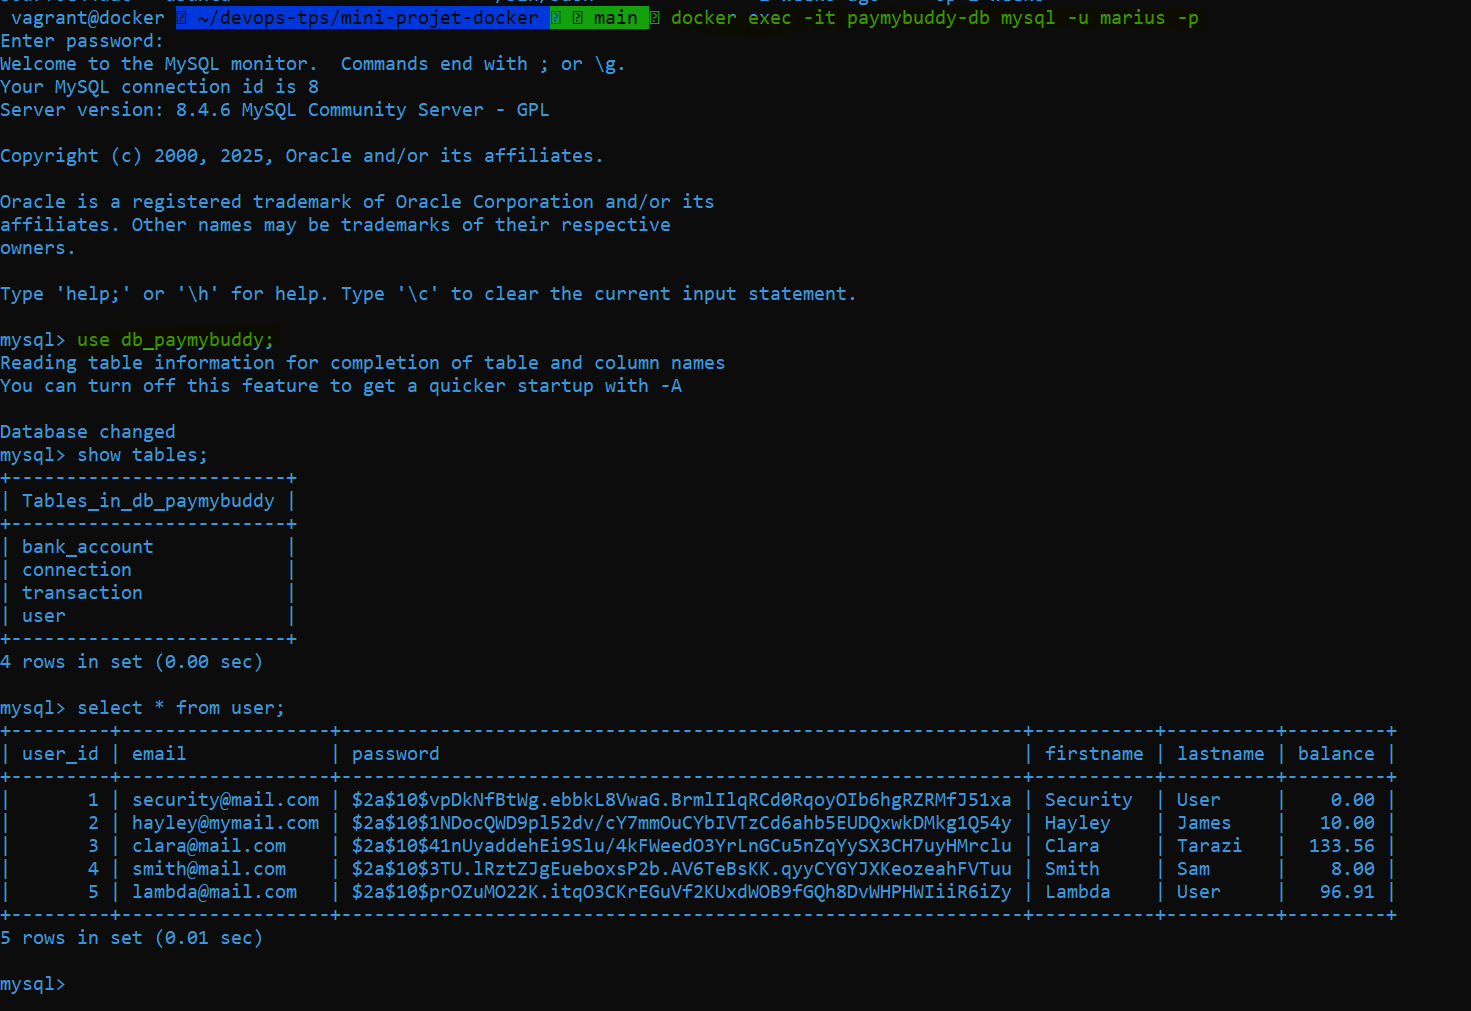 vagrant@docker ~/devops-tps/mini-projet-docker main docker exec -it paymybuddy-db mysql -u marius -p
Enter password:
Welcome to the MySQL monitor.  Commands end with ; or \g.
Your MySQL connection id is 8
Server version: 8.4.6 MySQL Community Server - GPL
Copyright (c) 2000, 2025, Oracle and/or its affiliates.
Oracle is a registered trademark of Oracle Corporation and/or its
affiliates. Other names may be trademarks of their respective
owners.
Type 'help;' or '\h' for help. Type '\c' to clear the current input statement.
mysql> use db_paymybuddy;
Reading table information for completion of table and column names
You can turn off this feature to get a quicker startup with -A
Database changed
mysql> show tables;
+-------------------------+
| Tables_in_db_paymybuddy |
+-------------------------+
| bank_account            |
| connection              |
| transaction             |
| user                    |
+-------------------------+
4 rows in set (0.00 sec)
mysql> select * from user;
+---------+-------------------+--------------------------------------------------------------+-----------+----------+---------+
| user_id | email             | password                                                     | firstname | lastname | balance |
+---------+-------------------+--------------------------------------------------------------+-----------+----------+---------+
|       1 | security@mail.com | $2a$10$vpDkNfBtWg.ebbkL8VwaG.BrmlIlqRCd0RqoyOIb6hgRZRMfJ51xa | Security  | User     |    0.00 |
|       2 | hayley@mymail.com | $2a$10$1NDocQWD9pl52dv/cY7mmOuCYbIVTzCd6ahb5EUDQxwkDMkg1Q54y | Hayley    | James    |   10.00 |
|       3 | clara@mail.com    | $2a$10$41nUyaddehEi9Slu/4kFWeedO3YrLnGCu5nZqYySX3CH7uyHMrclu | Clara     | Tarazi   |  133.56 |
|       4 | smith@mail.com    | $2a$10$3TU.lRztZJgEueboxsP2b.AV6TeBsKK.qyyCYGYJXKeozeahFVTuu | Smith     | Sam      |    8.00 |
|       5 | lambda@mail.com   | $2a$10$prOZuMO22K.itqO3CKrEGuVf2KUxdWOB9fGQh8DvWHPHWIiiR6iZy | Lambda    | User     |   96.91 |
+---------+-------------------+--------------------------------------------------------------+-----------+----------+---------+
5 rows in set (0.01 sec)
mysql>